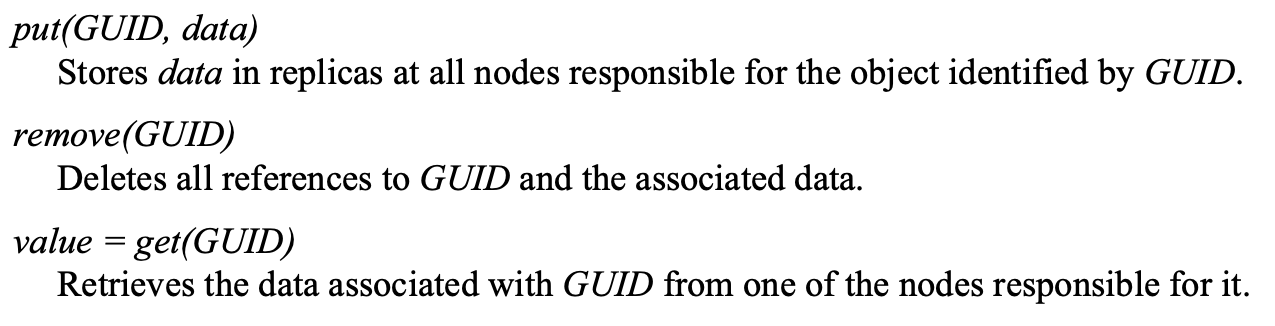 put(GUID, data)
Stores data in replicas at all nodes responsible for the object identified by GUID.
remove(GUID)
Deletes all references to GUID and the associated data.
value = get(GUID)
Retrieves the data associated with GUID from one of the nodes responsible for it.